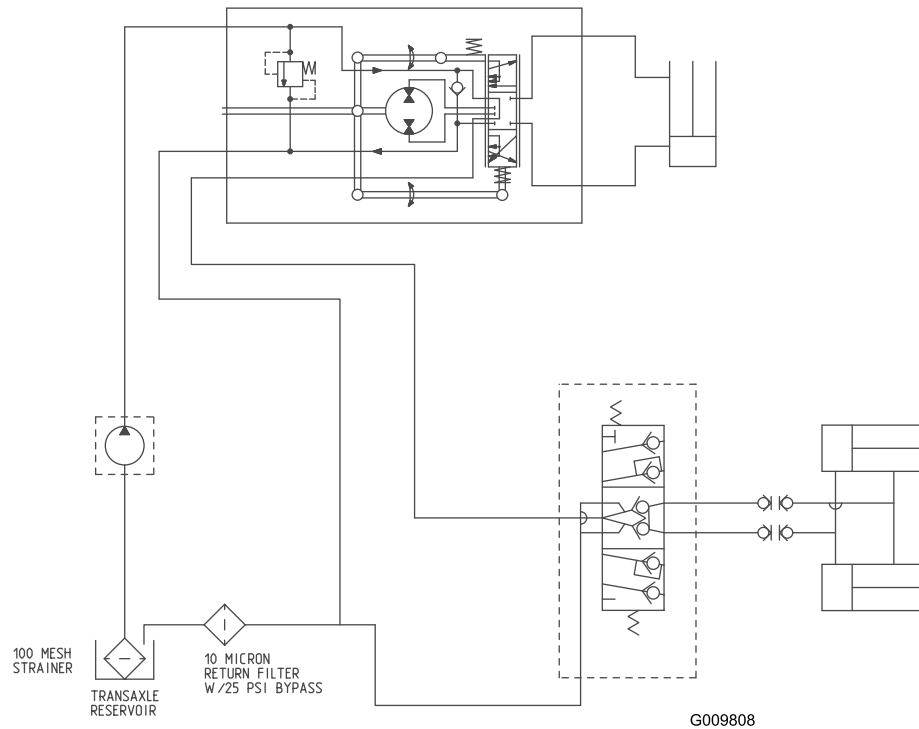 100 MESH
STRAINER
TRANSAXLE
RESERVOIR
10 MICRON
RETURN FILTER
W/25 PSI BYPASS
G009808